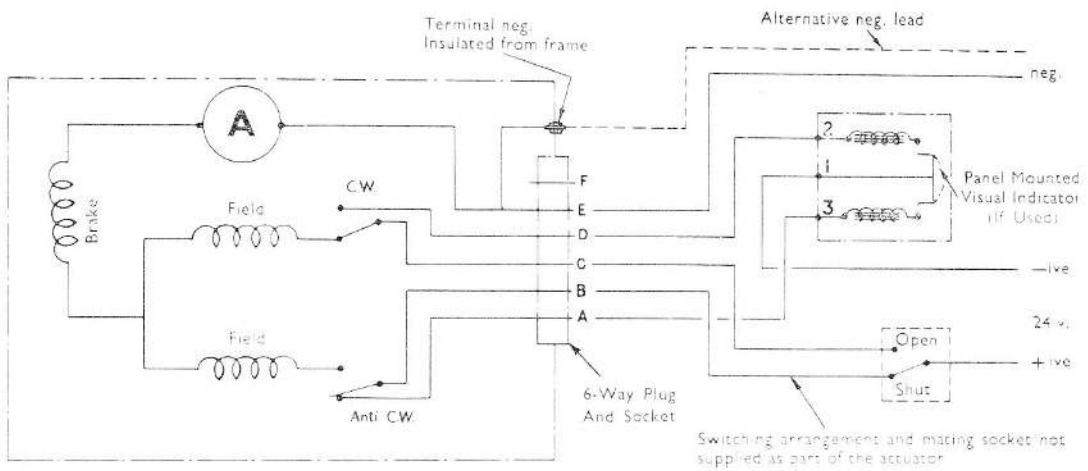 Terminal neg.
Insulated from frame
Alternative neg. lead
neg.
A
Brake
Field
C.W.
Field
Anti CW.
F
E
D
C
B
A
6-Way Plug
And Socket
2
1
3
Panel Mounted
Visual Indicator
(If Used)
—ive
24 v.
+ive
Open
Shut
Switching arrangement and mating socket not
supplied as part of the actuator